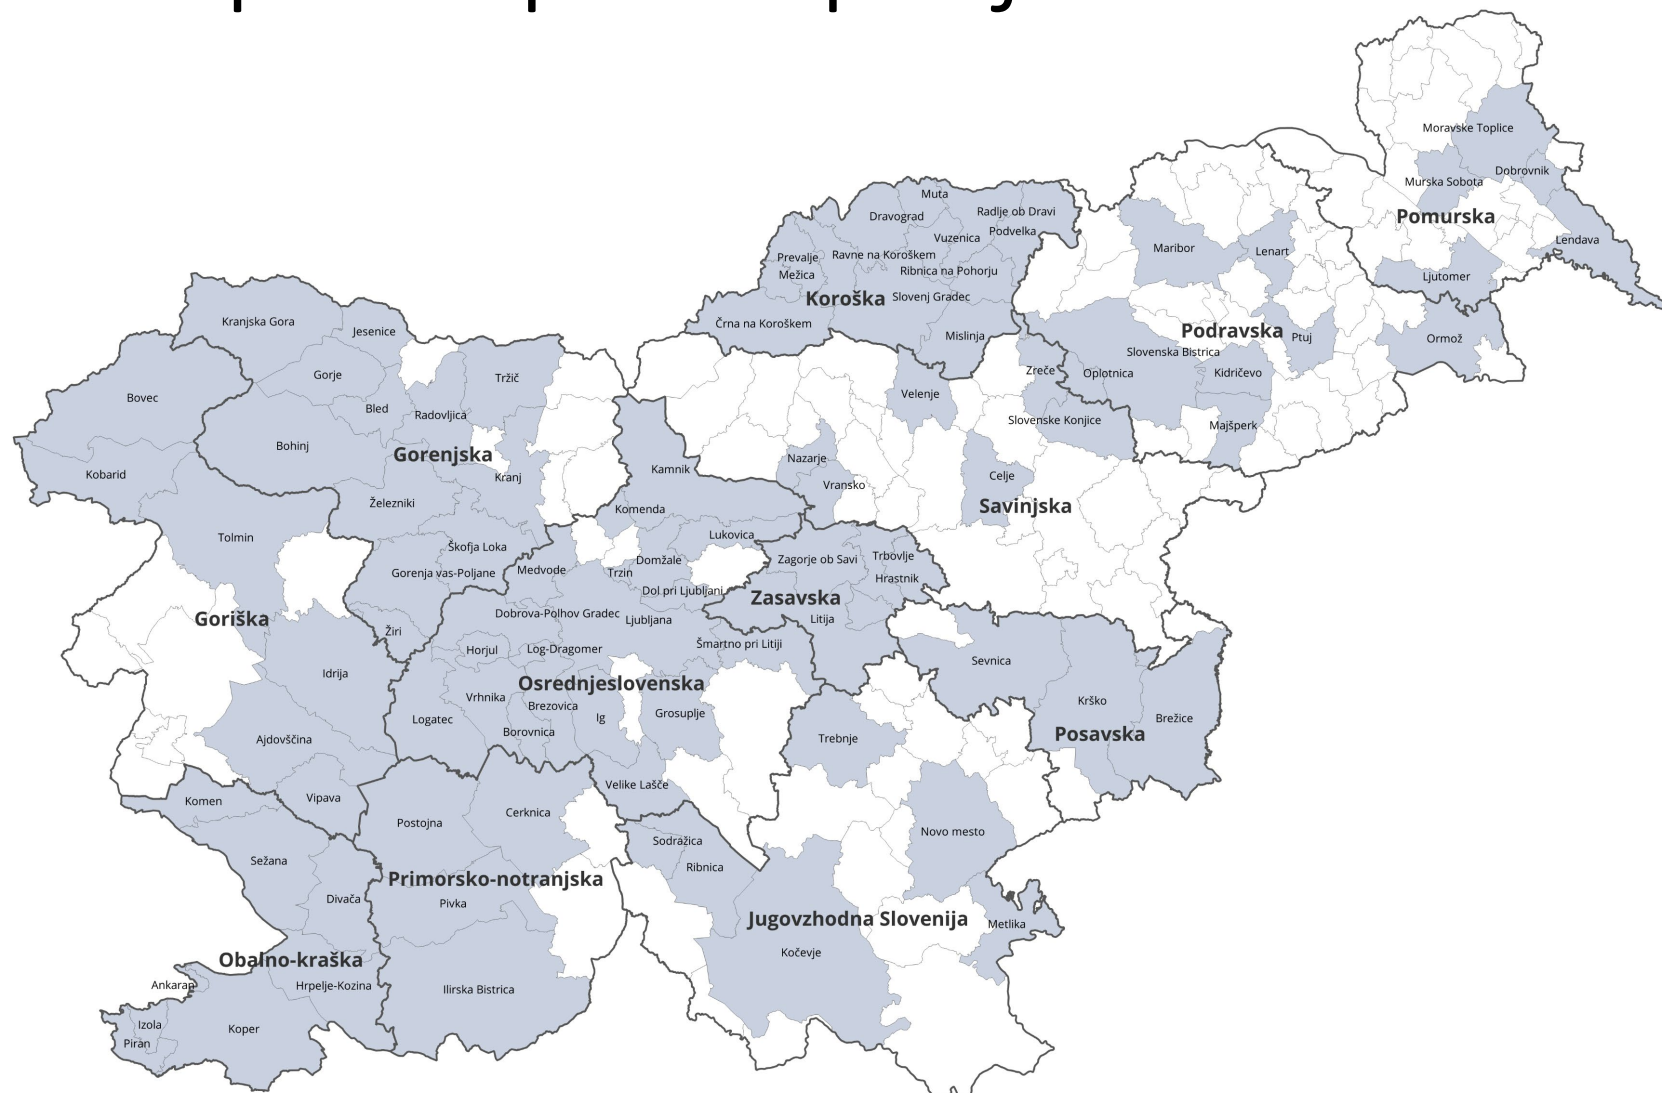 Moravske Toplice
Murska Sobota
Dobrovnik
Pomurska
Lendava
Ljutomer
Muta
Dravograd
Radlje ob Dravi
Podvelka
Vuzenica
Prevalje
Ravne na Koroškem
Mežica
Ribnica na Pohorju
Koroška
Slovenj Gradec
Črna na Koroškem
Mislinja
Maribor
Lenart
Podravska
Ptuj
Ormož
Slovenska Bistrica
Oplotnica
Kidričevo
Majšperk
Zreče
Slovenske Konjice
Velenje
Nazarje
Vransko
Celje
Savinjska
Kranjska Gora
Jesenice
Gorje
Tržič
Bled
Radovljica
Bohinj
Gorenjska
Kranj
Železniki
Škofja Loka
Gorenja vas-Poljane
Žiri
Bovec
Kobarid
Tolmin
Goriška
Idrija
Ajdovščina
Vipava
Kamnik
Komenda
Lukovica
Medvode
Domžale
Trzin
Dol pri Ljubljani
Dobrova-Polhov Gradec
Ljubljana
Šmartno pri Litiji
Horjul
Log-Dragomer
Osrednjeslovenska
Vrhnika
Brezovica
Ig
Grosuplje
Logatec
Borovnica
Velike Lašče
Zagorje ob Savi
Trbovlje
Hrastnik
Zasavska
Litija
Sevnica
Krško
Brežice
Posavska
Trebnje
Novo mesto
Sodražica
Ribnica
Jugovzhodna Slovenija
Metlika
Kočevje
Postojna
Cerknica
Primorsko-notranjska
Pivka
Ilirska Bistrica
Komen
Sežana
Divača
Obalno-kraška
Ankaran
Hrpelje-Kozina
Izola
Koper
Piran